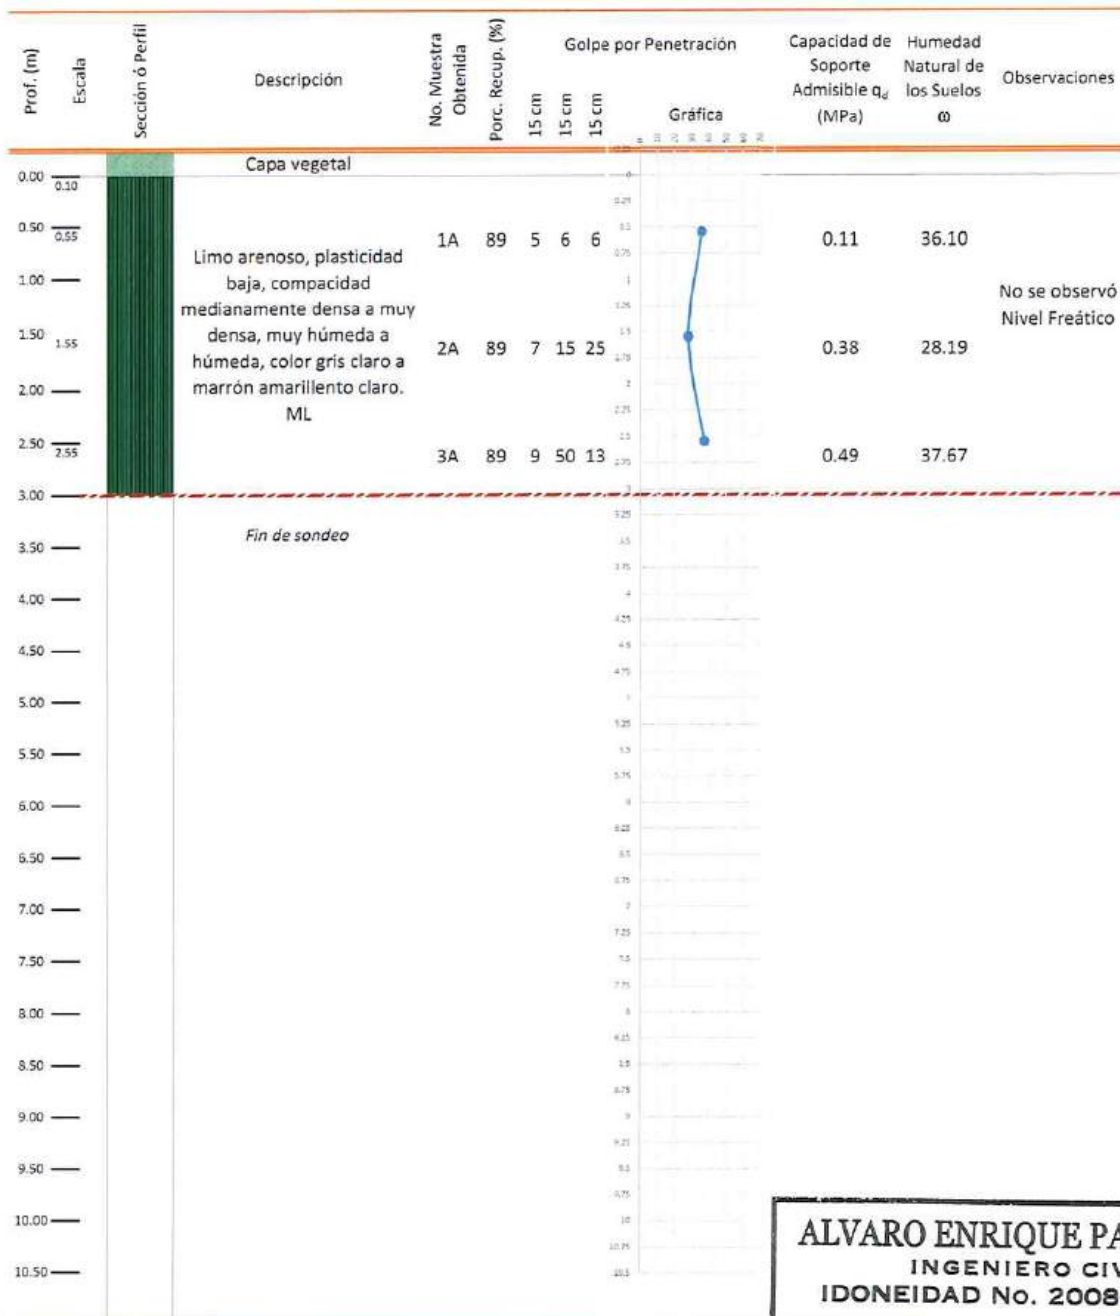 Prof. (m)
Escala
Sección ó Perfil
Descripción
No. Muestra
Obtenida
Porc. Recup. (%)
Golpe por Penetración
15 cm
15 cm
15 cm
Gráfica
Capacidad de
Soporte
Admisible qd
(MPa)
Humedad
Natural de
los Suelos
ω
Observaciones
Capa vegetal
0.00
0.10
0.50
0.55
1A 89 5 6 6 0.11 36.10
Limo arenoso, plasticidad
baja, compacidad
medianamente densa a muy
densa, muy húmeda a
húmeda, color gris claro a
marrón amarillento claro.
ML
1.00
No se observó
Nivel Freático
1.50
1.55
2A 89 7 15 25 0.38 28.19
2.00
2.50
2.55
3A 89 9 50 13 0.49 37.67
3.00
Fin de sondeo
3.50
4.00
4.50
5.00
5.50
6.00
6.50
7.00
7.50
8.00
8.50
9.00
9.50
10.00
10.50
ALVARO ENRIQUE PA
INGENIERO CIV
IDONEIDAD No. 2008